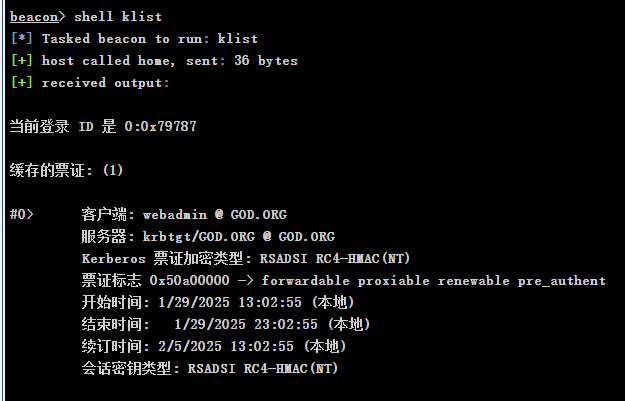 beacon> shell klist
[*] Tasked beacon to run: klist
[+] host called home, sent: 36 bytes
[+] received output:
当前登录 ID 是 0:0x79787
缓存的票证: (1)
#0> 客户端: webadmin @ GOD.ORG
服务器: krbtgt/GOD.ORG @ GOD.ORG
Kerberos 票证加密类型: RSADSI RC4-HMAC(NT)
票证标志 0x50a00000 -> forwardable proxiable renewable pre_authent
开始时间: 1/29/2025 13:02:55 (本地)
结束时间: 1/29/2025 23:02:55 (本地)
续订时间: 2/5/2025 13:02:55 (本地)
会话密钥类型: RSADSI RC4-HMAC(NT)